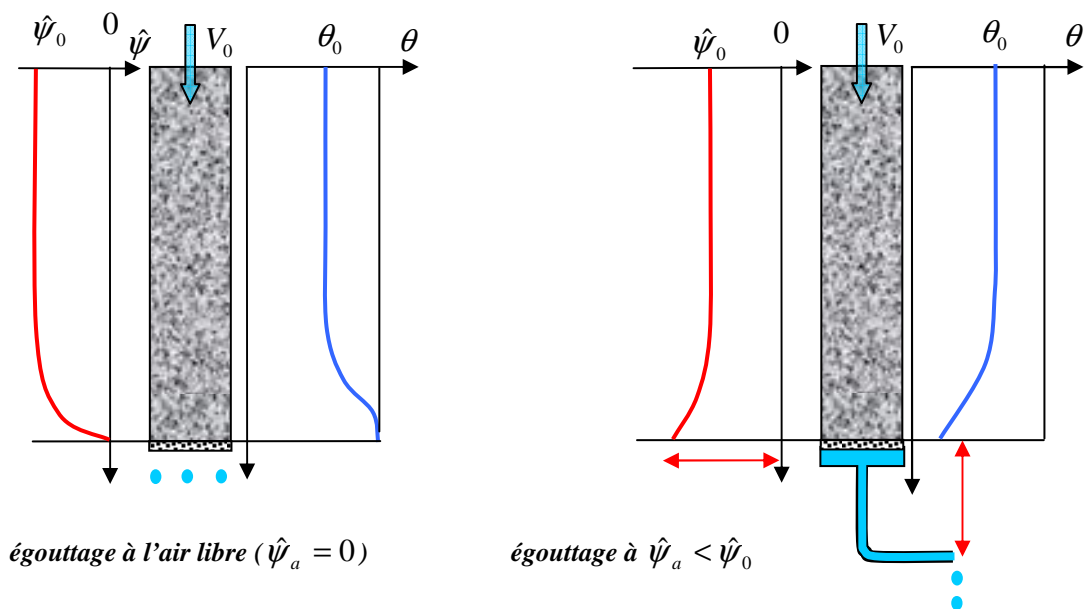 ψ̂₀ 0 ψ̂ V₀ θ₀ θ
ψ̂₀ 0 V₀ θ₀ θ
égouttage à l'air libre (ψ̂ₐ = 0)
égouttage à ψ̂ₐ < ψ̂₀